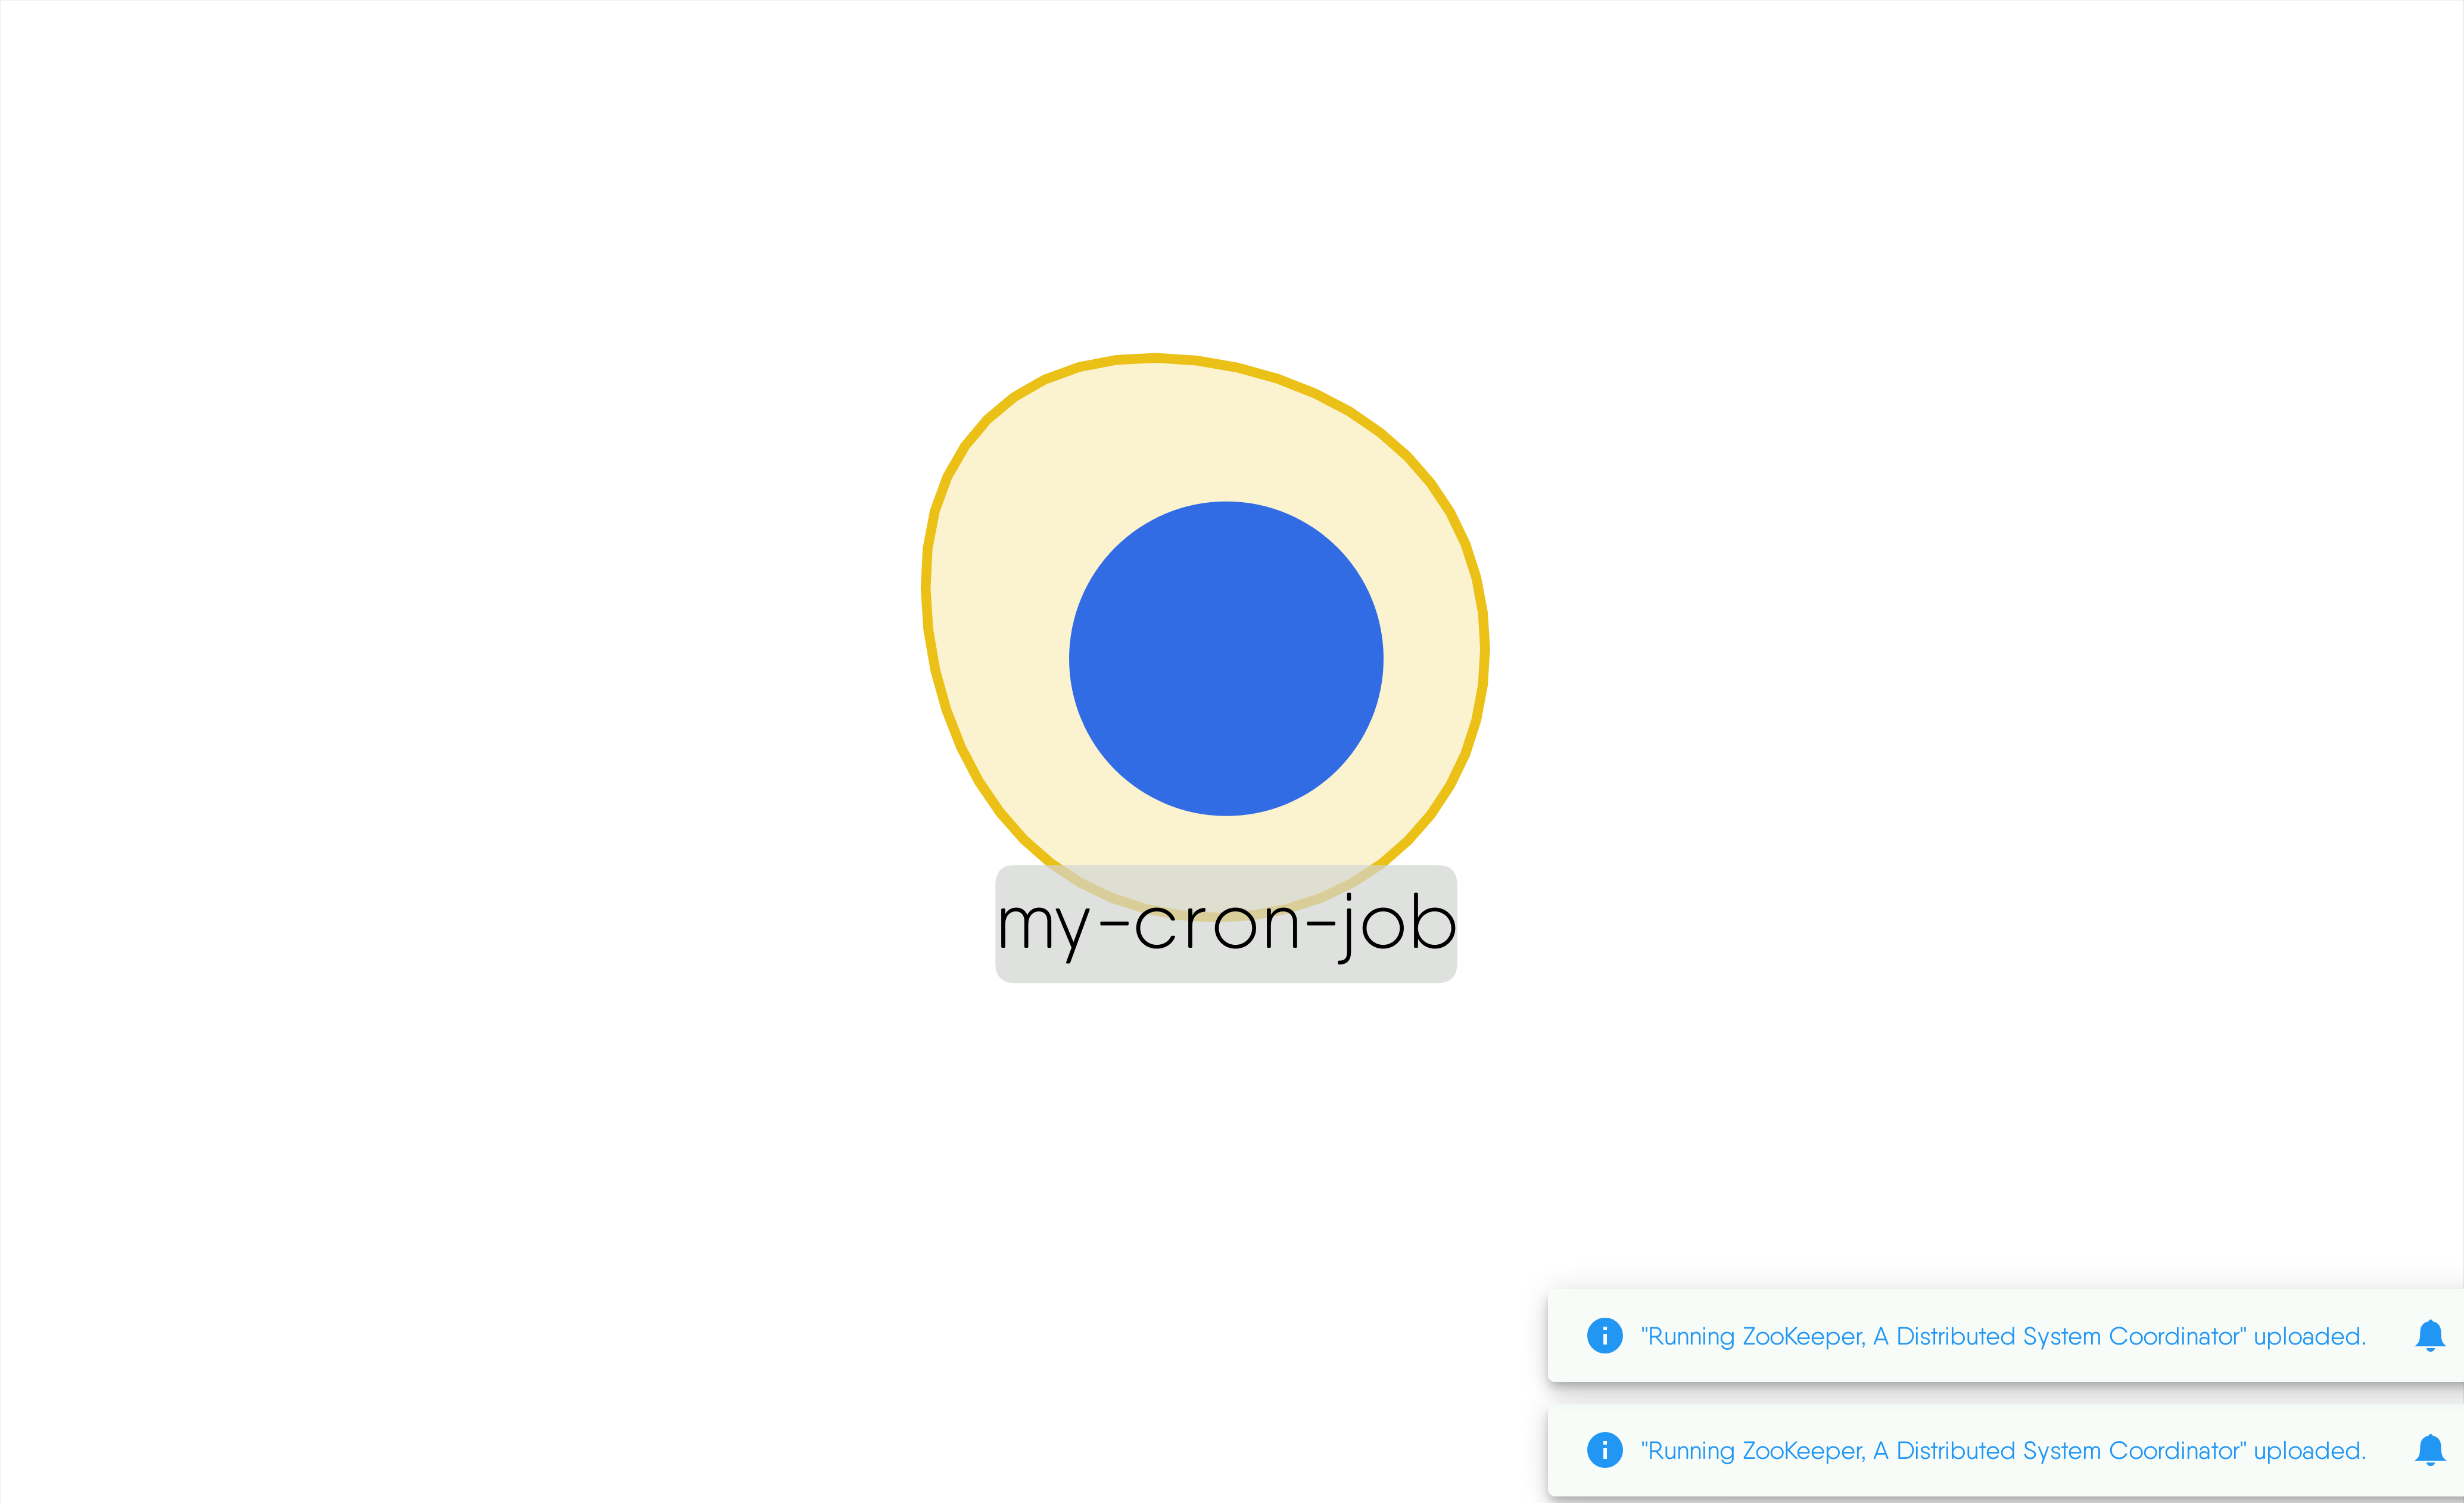 my-cron-job
"Running ZooKeeper, A Distributed System Coordinator" uploaded.
"Running ZooKeeper, A Distributed System Coordinator" uploaded.